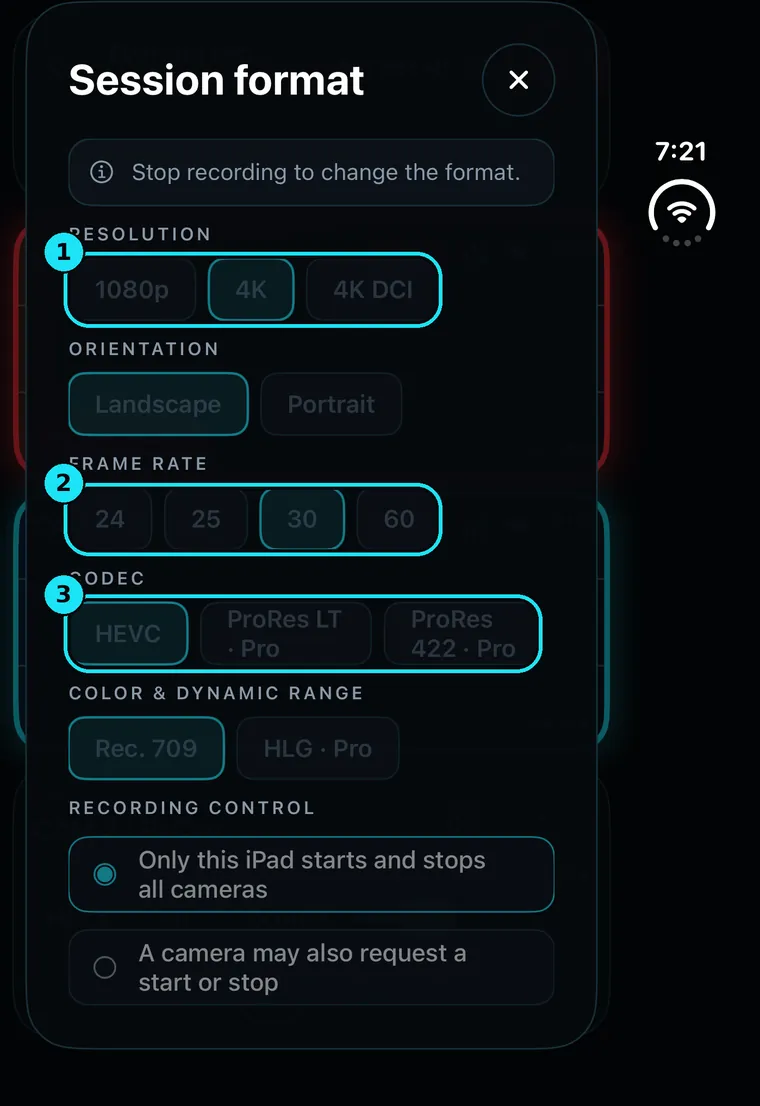 Session format
7:21
Stop recording to change the format.
RESOLUTION
1
1080p 4K 4K DCI
ORIENTATION
Landscape Portrait
FRAME RATE
2
24 25 30 60
CODEC
3
HEVC ProRes LT · Pro ProRes 422 · Pro
COLOR & DYNAMIC RANGE
Rec. 709 HLG · Pro
RECORDING CONTROL
Only this iPad starts and stops
all cameras
A camera may also request a
start or stop